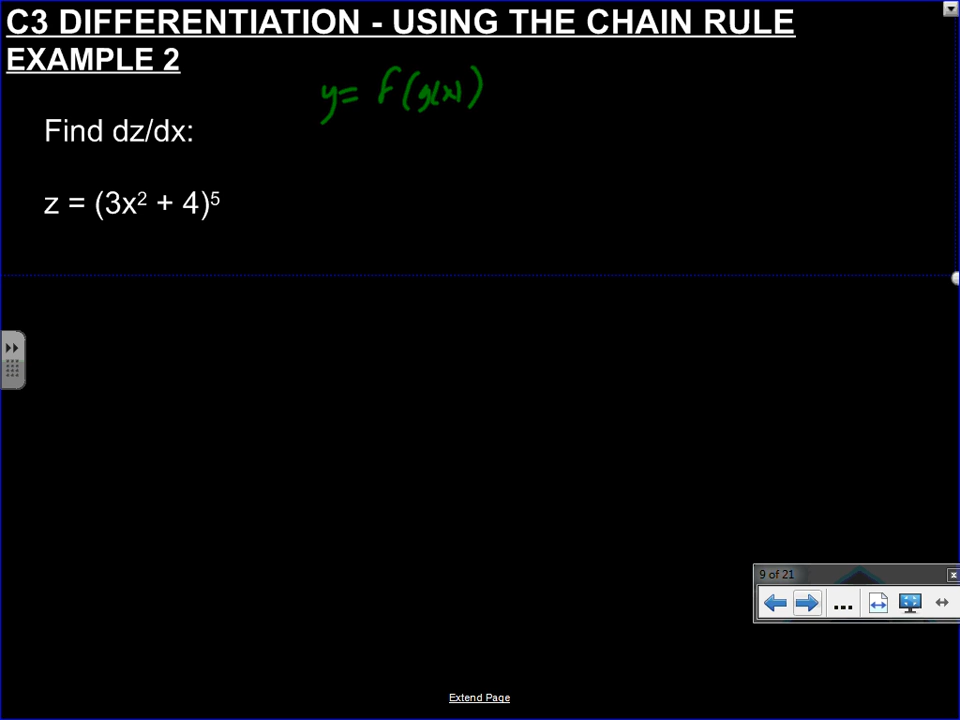 C3 DIFFERENTIATION - USING THE CHAIN RULE
EXAMPLE 2
y = f(g(x))
Find dz/dx:
z = (3x² + 4)⁵
9 of 21
...
Extend Page